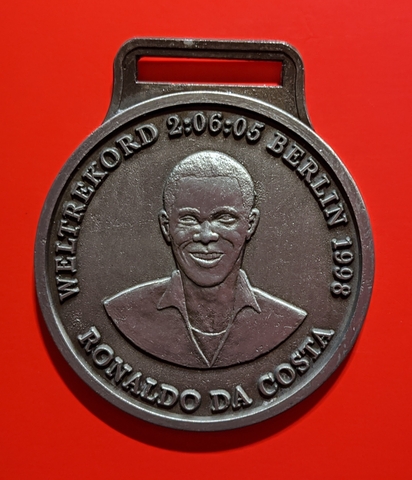 WELTREKORD 2:06:05 BERLIN 1998
RONALDO DA COSTA